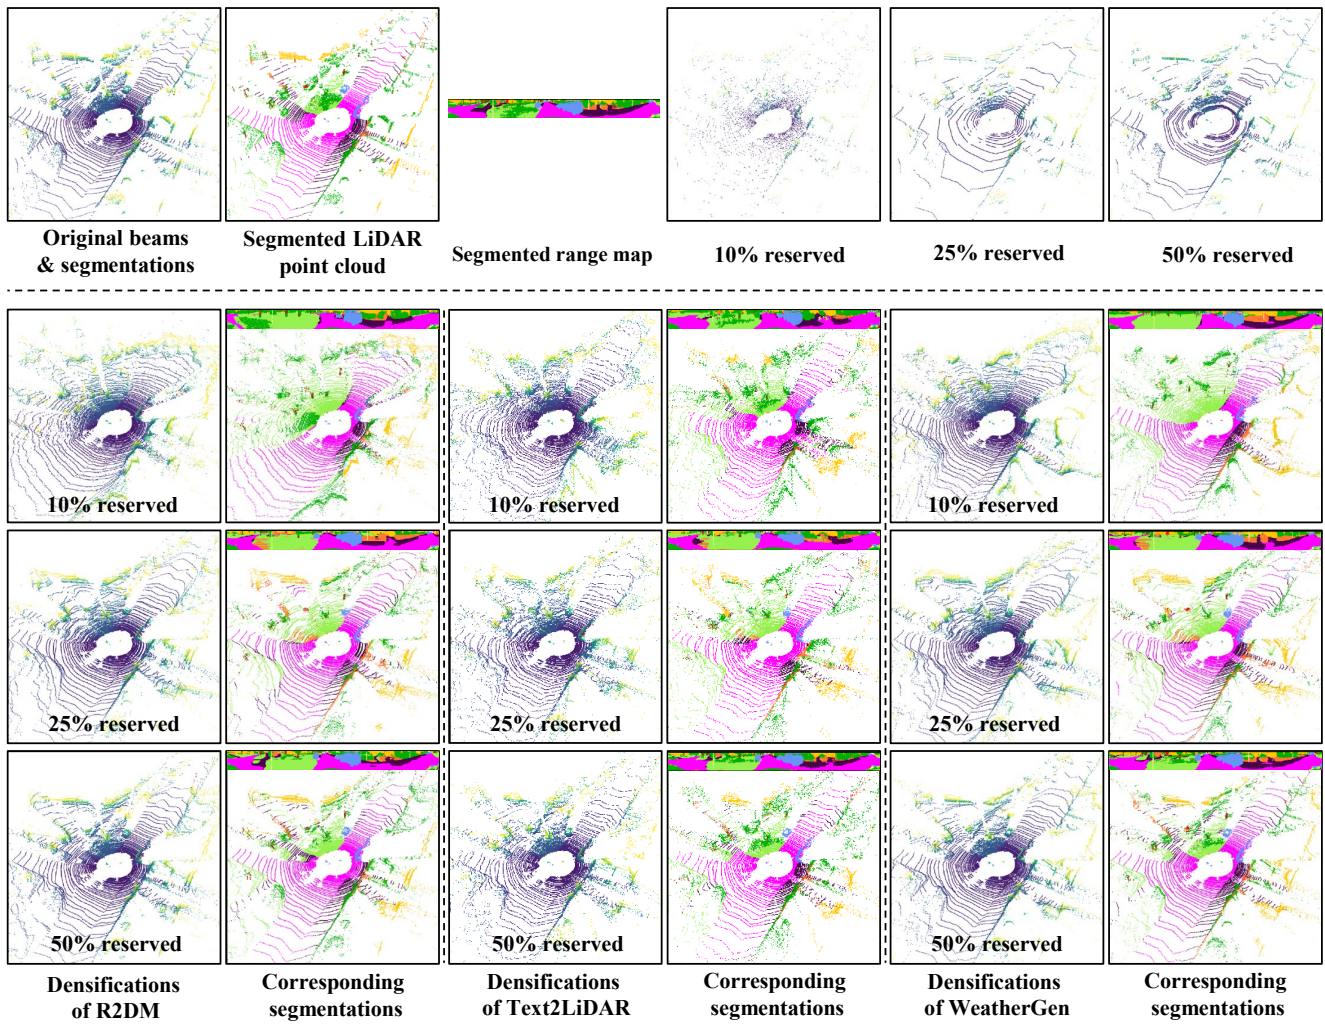 Original beams
& segmentations
Segmented LiDAR
point cloud
Segmented range map
10% reserved
25% reserved
50% reserved
10% reserved
10% reserved
10% reserved
25% reserved
25% reserved
25% reserved
50% reserved
50% reserved
50% reserved
Densifications
of R2DM
Corresponding
segmentations
Densifications
of Text2LiDAR
Corresponding
segmentations
Densifications
of WeatherGen
Corresponding
segmentations